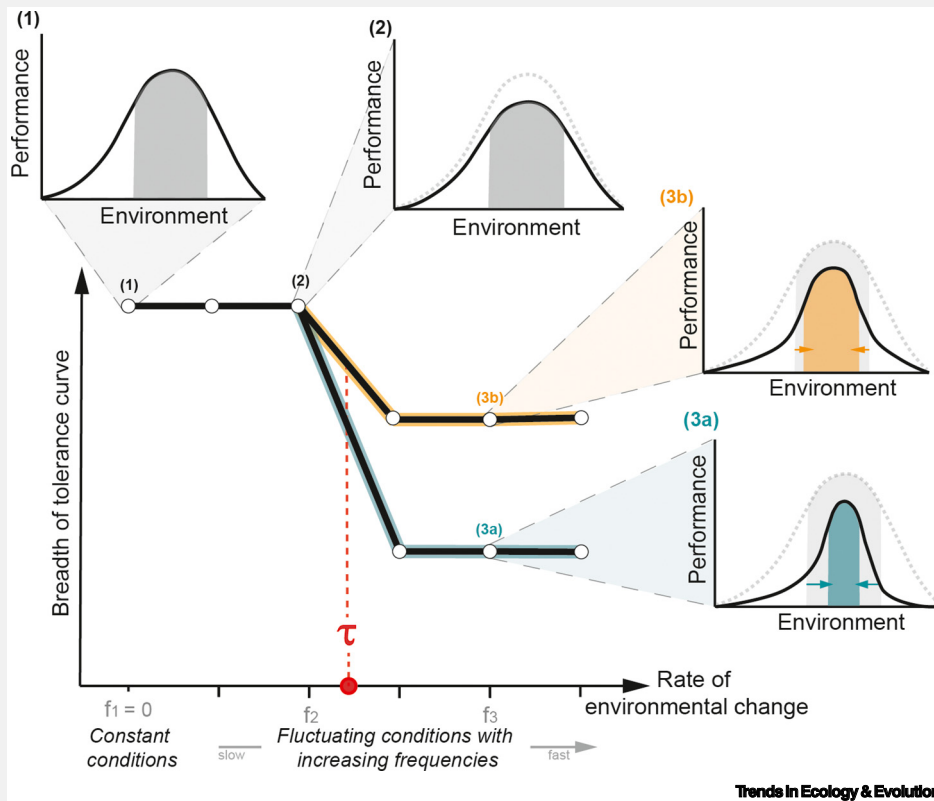 (1)
Performance
Environment
(2)
Performance
Environment
(3b)
Performance
Environment
(3a)
Performance
Environment
Breadth of tolerance curve
(1)
(2)
(3b)
(3a)
τ
f1 = 0
f2
f3
Rate of
environmental change
Constant
conditions
slow
Fluctuating conditions with
increasing frequencies
fast
Trends in Ecology & Evolution